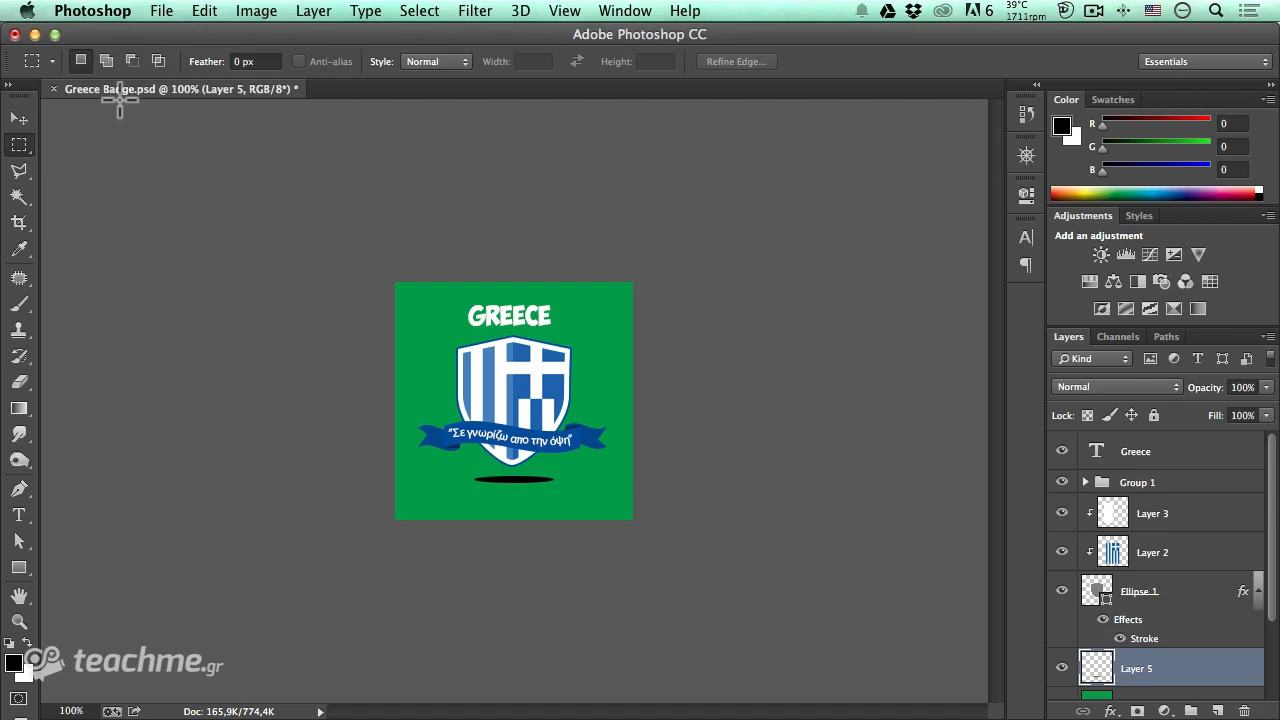 Photoshop File Edit Image Layer Type Select Filter 3D View Window Help
6 39°C 1711rpm
Adobe Photoshop CC
Feather: 0 px Anti-alias Style: Normal Width: Height: Refine Edge... Essentials
Greece Badge.psd @ 100% (Layer 5, RGB/8*) *
Color Swatches
R 0
G 0
B 0
Adjustments Styles
Add an adjustment
GREECE
"Σε γνωρίζω απο την όψη"
Layers Channels Paths
Kind
Normal Opacity: 100%
Lock: Fill: 100%
Greece
Group 1
Layer 3
Layer 2
Ellipse 1 fx
Effects
Stroke
Layer 5
teachme.gr
100% Doc: 165,9K/774,4K